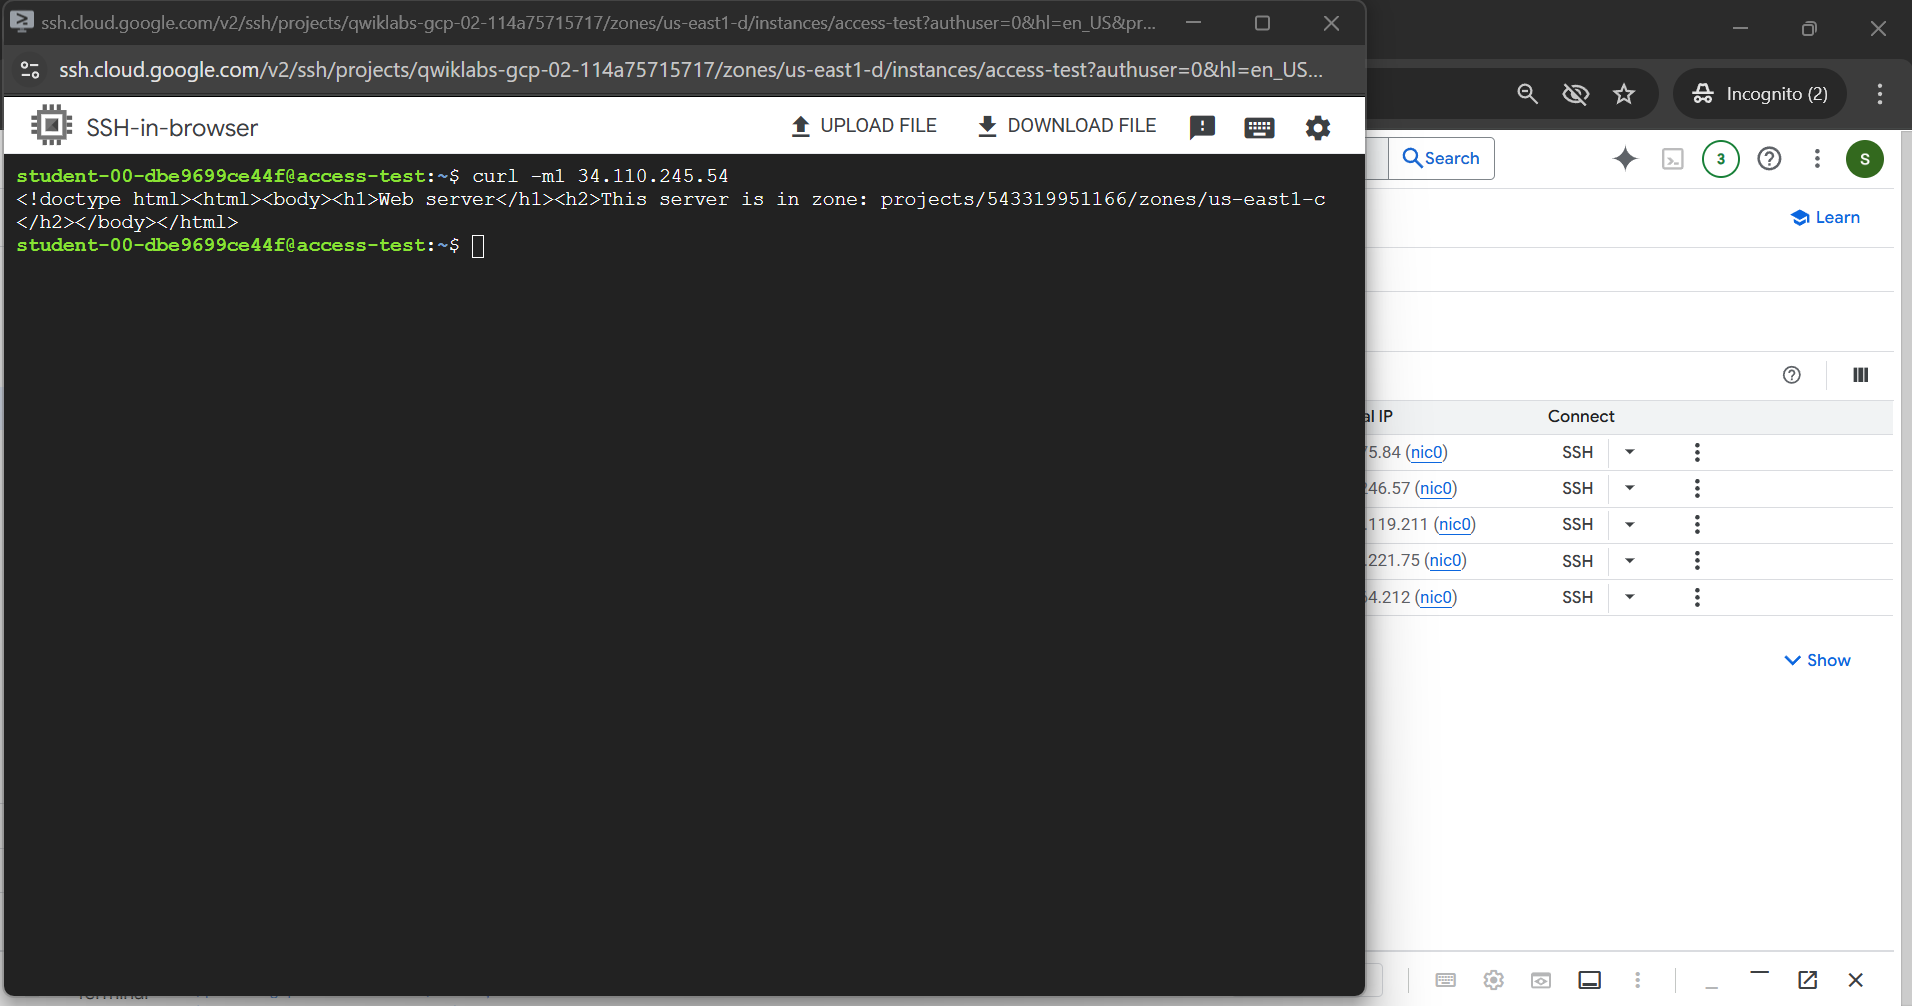 ssh.cloud.google.com/v2/ssh/projects/qwiklabs-gcp-02-114a75715717/zones/us-east1-d/instances/access-test?authuser=0&hl=en_US&pr...
ssh.cloud.google.com/v2/ssh/projects/qwiklabs-gcp-02-114a75715717/zones/us-east1-d/instances/access-test?authuser=0&hl=en_US...
Incognito (2)
SSH-in-browser
UPLOAD FILE
DOWNLOAD FILE
Search
3
S
student-00-dbe9699ce44f@access-test:~$ curl -m1 34.110.245.54
<!doctype html><html><body><h1>Web server</h1><h2>This server is in zone: projects/543319951166/zones/us-east1-c
</h2></body></html>
student-00-dbe9699ce44f@access-test:~$
Learn
al IP Connect
75.84 (nic0) SSH
246.57 (nic0) SSH
.119.211 (nic0) SSH
.221.75 (nic0) SSH
64.212 (nic0) SSH
Show